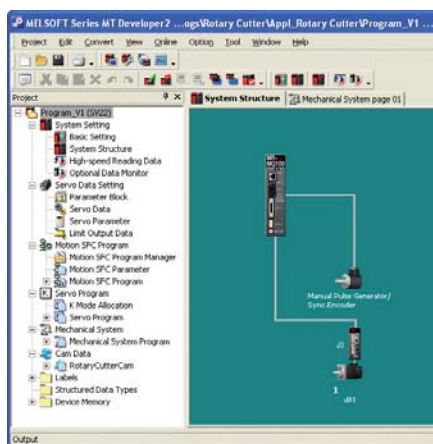 MELSOFT Series MT Developer2 ...ogs\Rotary Cutter\Appl_Rotary Cutter\Program_V1
Project Edit Convert View Online Option Tool Window Help
Project
System Structure
Mechanical System page 01
Program_V1 (SV22)
System Setting
Basic Setting
System Structure
High-speed Reading Data
Optional Data Monitor
Servo Data Setting
Parameter Block
Servo Data
Servo Parameter
Limit Output Data
Motion SFC Program
Motion SFC Program Manager
Motion SFC Parameter
Motion SFC Program
Servo Program
K Mode Allocation
Servo Program
Mechanical System
Mechanical System Program
Cam Data
RotaryCutterCam
Labels
Structured Data Types
Device Memory
MR-
MQ100
Manual Pulse Generator/
Sync.Encoder
1
dR1
Output